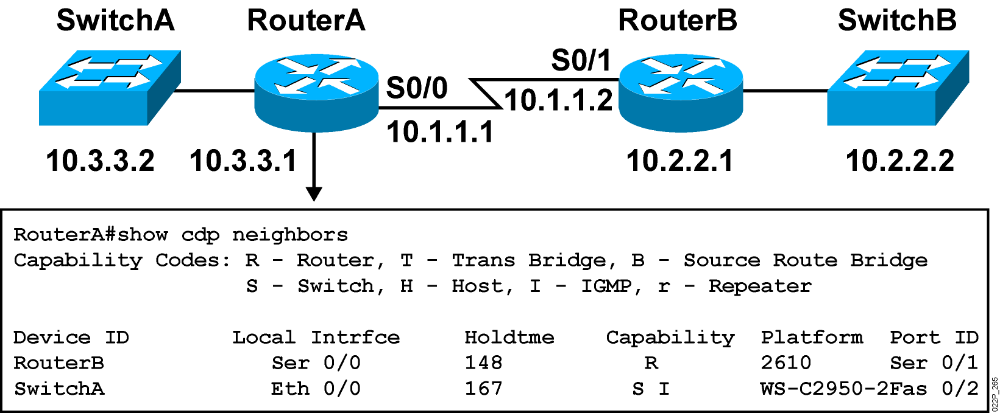 SwitchA RouterA RouterB SwitchB
S0/1
S0/0
10.1.1.2
10.1.1.1
10.3.3.2 10.3.3.1 10.2.2.1 10.2.2.2
RouterA#show cdp neighbors
Capability Codes: R - Router, T - Trans Bridge, B - Source Route Bridge
S - Switch, H - Host, I - IGMP, r - Repeater
Device ID Local Intrfce Holdtme Capability Platform Port ID
RouterB Ser 0/0 148 R 2610 Ser 0/1
SwitchA Eth 0/0 167 S I WS-C2950-2Fas 0/2
022P_265